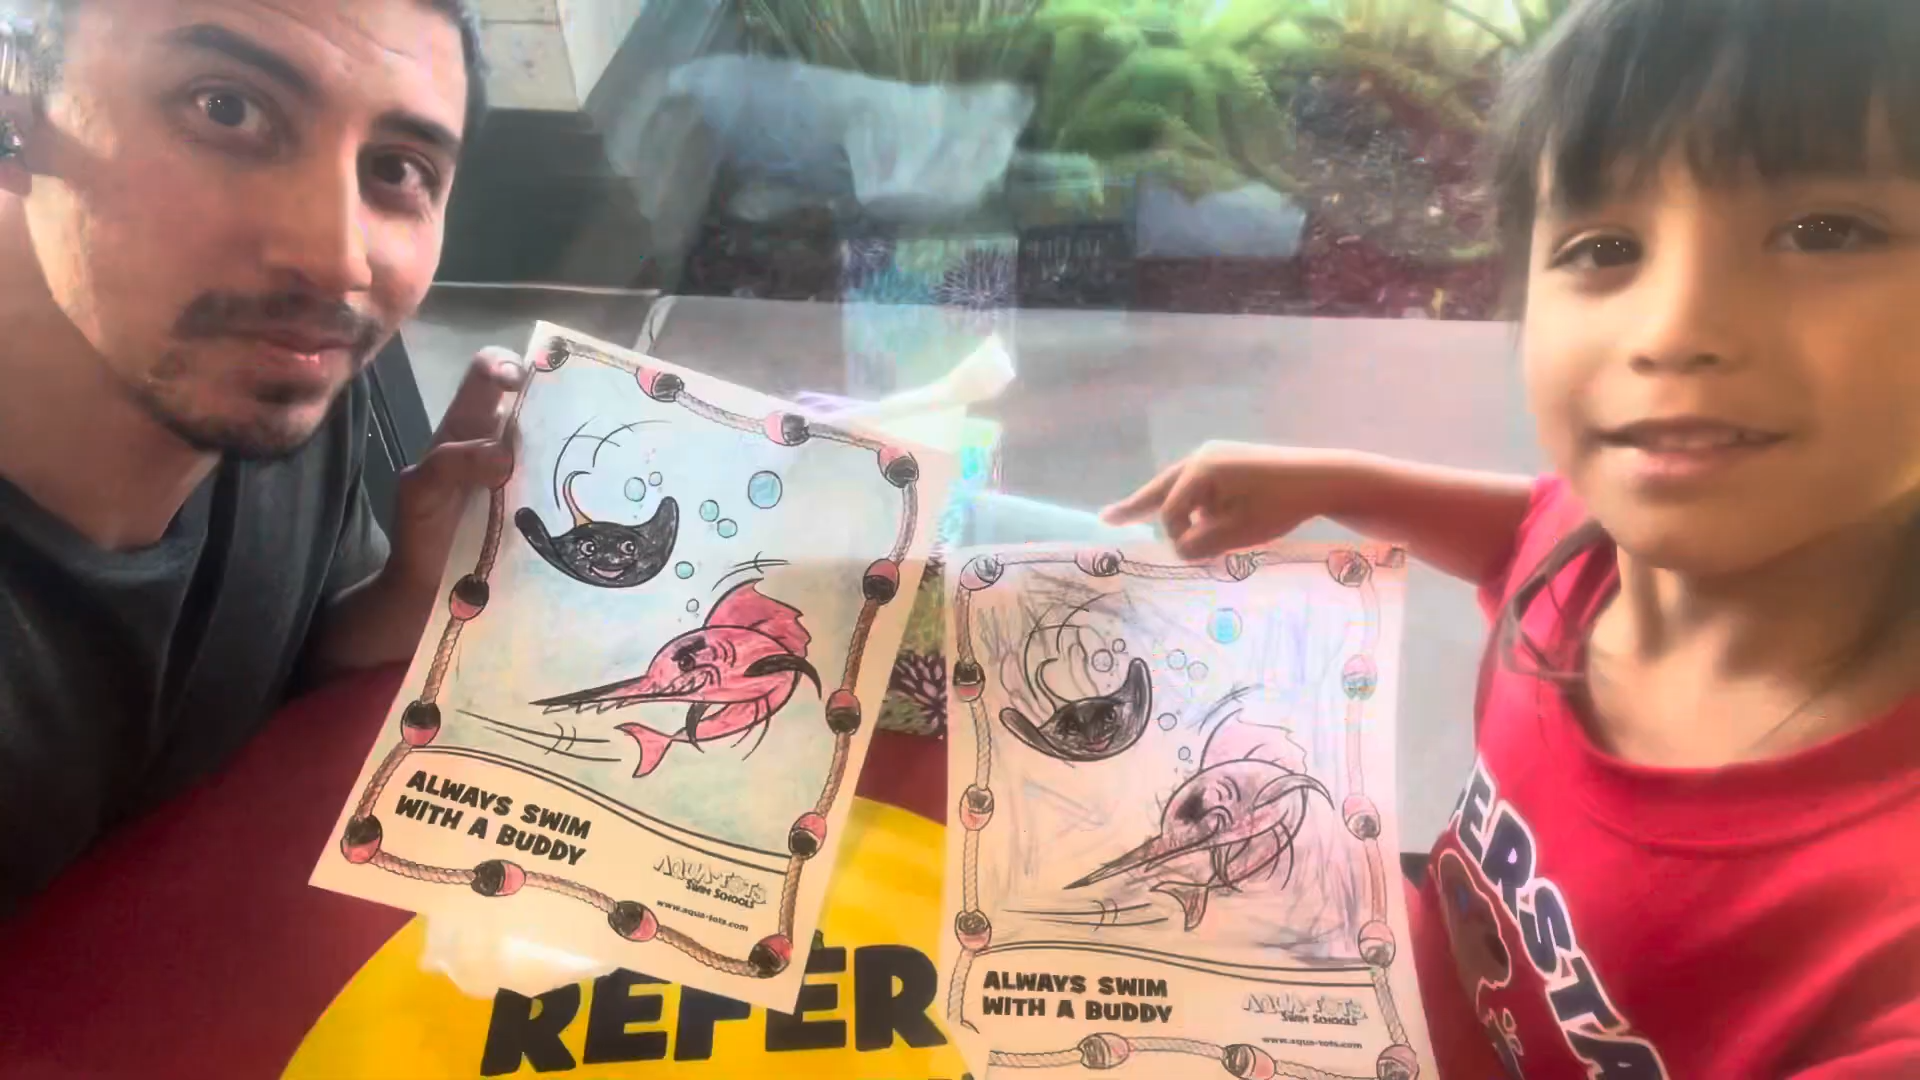 ALWAYS SWIM
WITH A BUDDY
AQUA-TOTS
SWIM SCHOOLS
www.aqua-tots.com
ALWAYS SWIM
WITH A BUDDY
AQUA-TOTS
SWIM SCHOOLS
www.aqua-tots.com
REFER
ERSTA